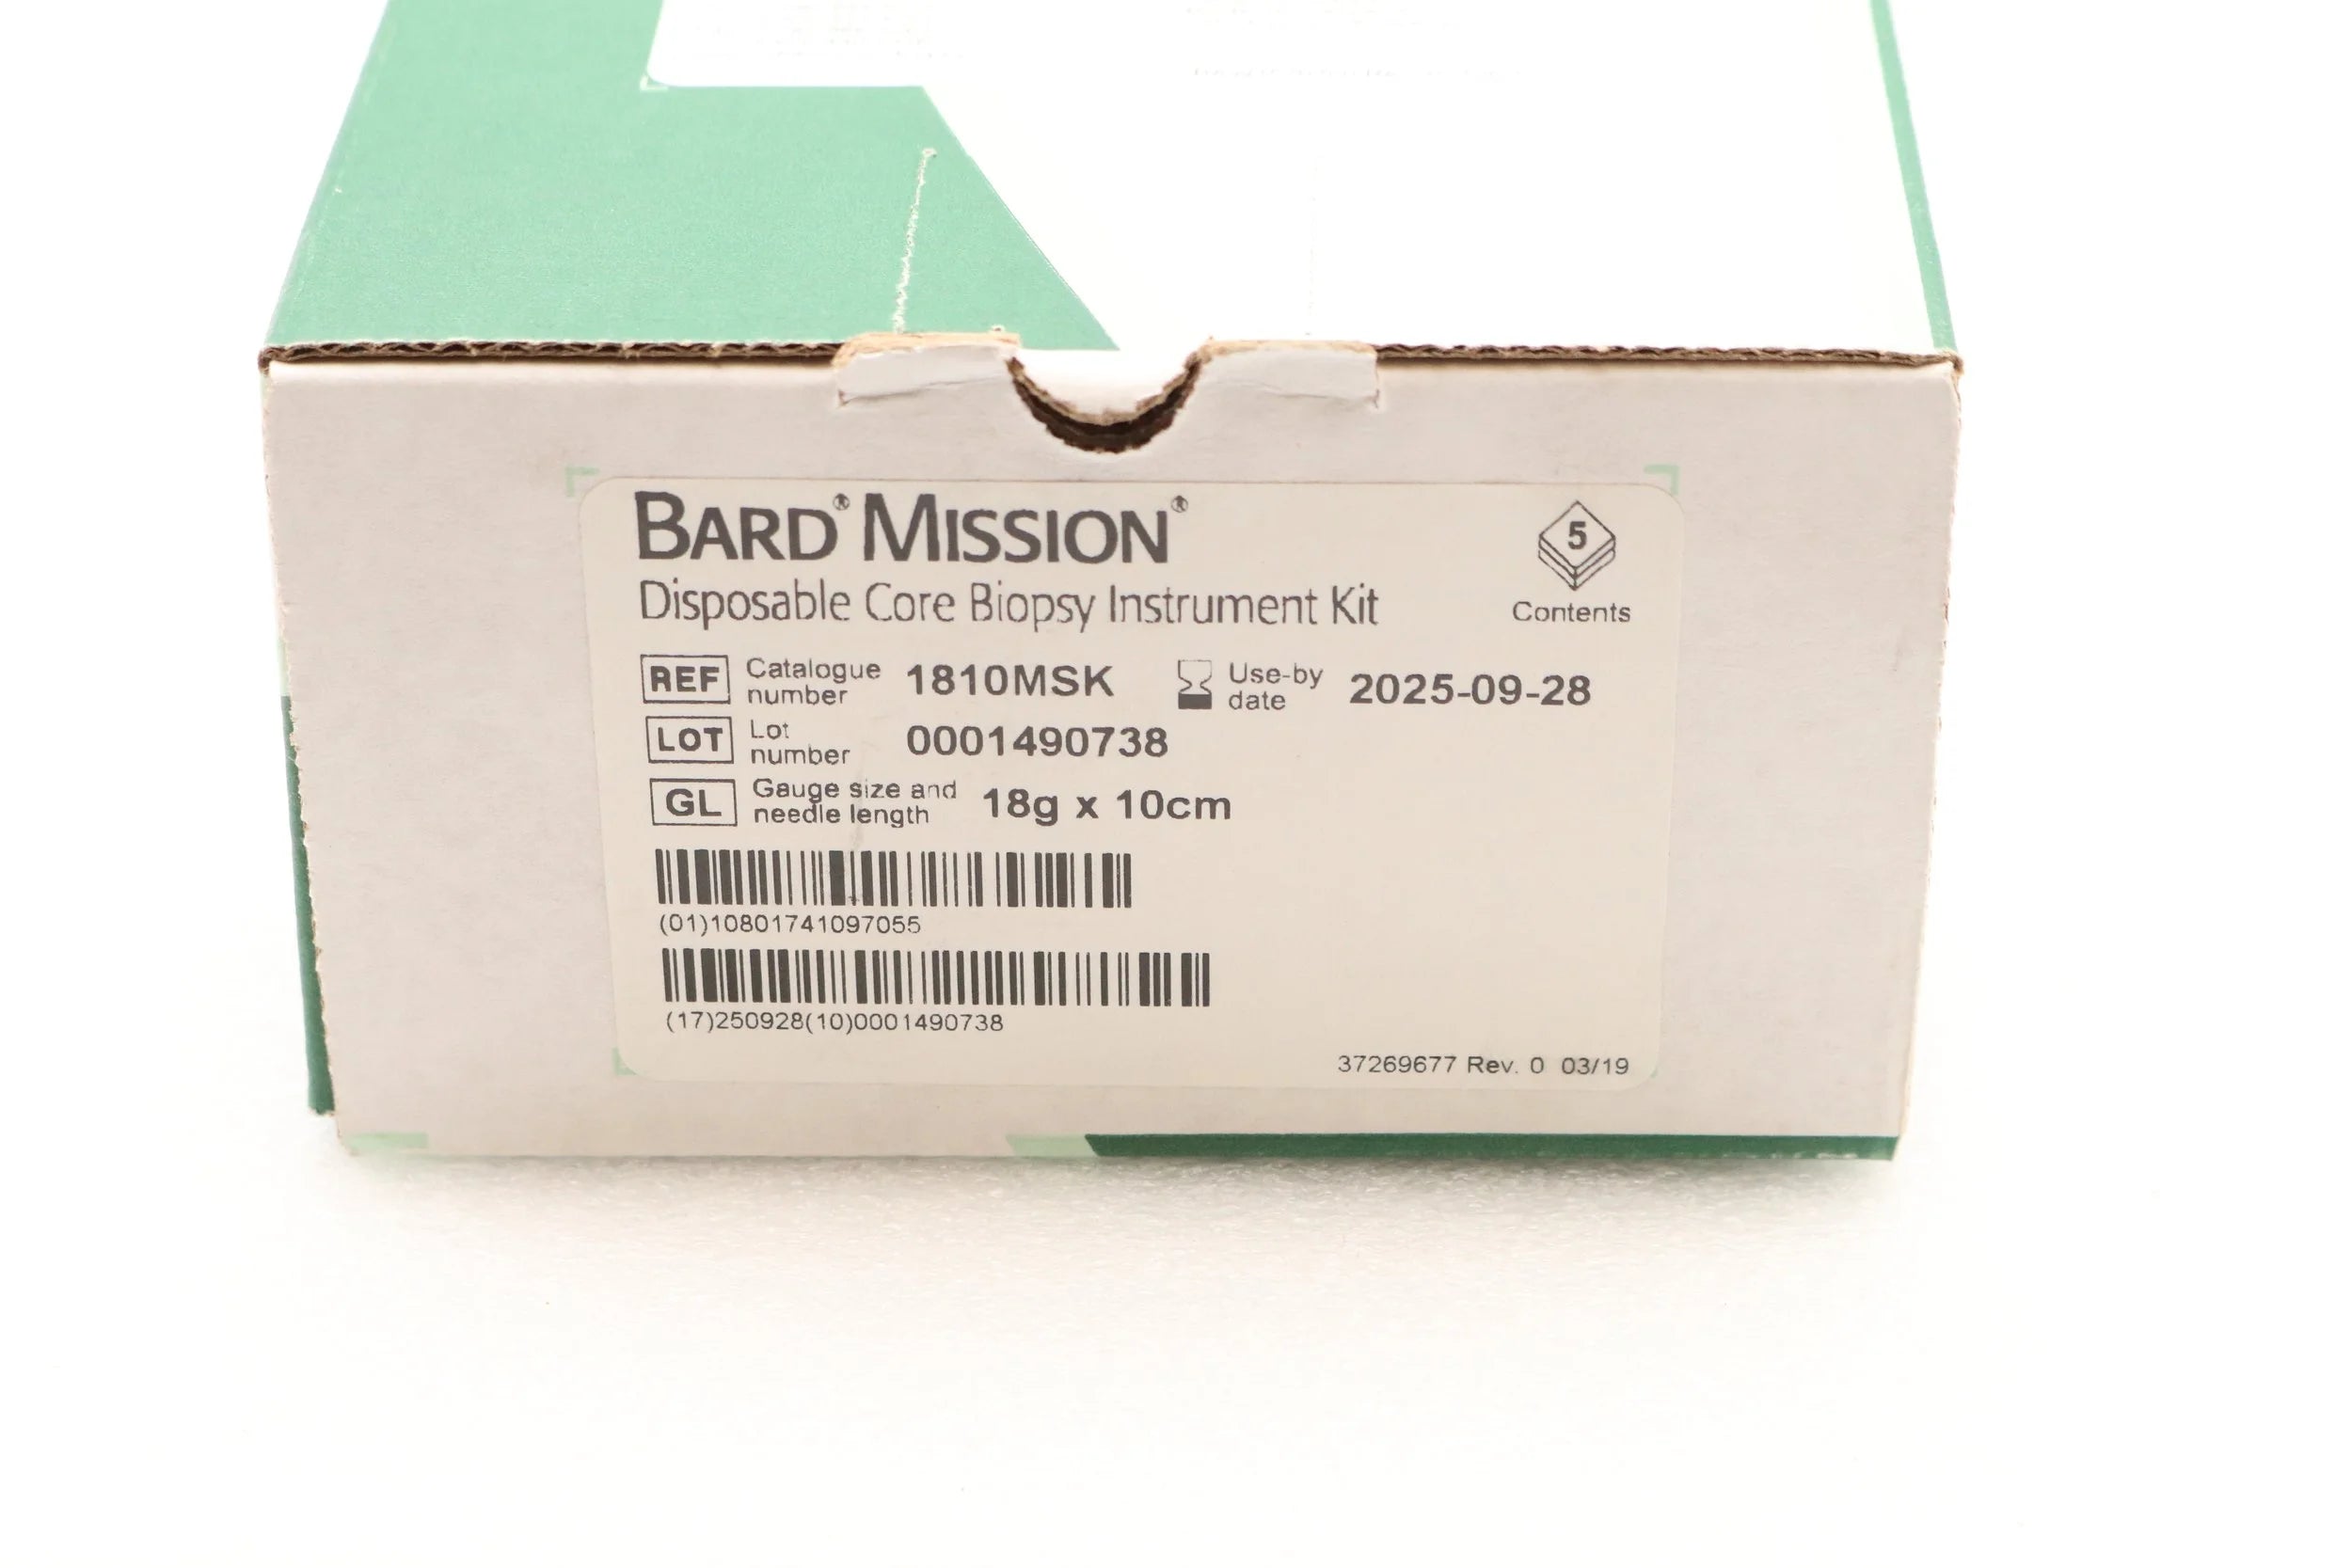 BARD® MISSION®
Disposable Core Biopsy Instrument Kit
5
Contents
REF Catalogue number 1810MSK Use-by date 2025-09-28
LOT Lot number 0001490738
GL Gauge size and needle length 18g x 10cm
(01)10801741097055
(17)250928(10)0001490738
37269677 Rev. 0 03/19